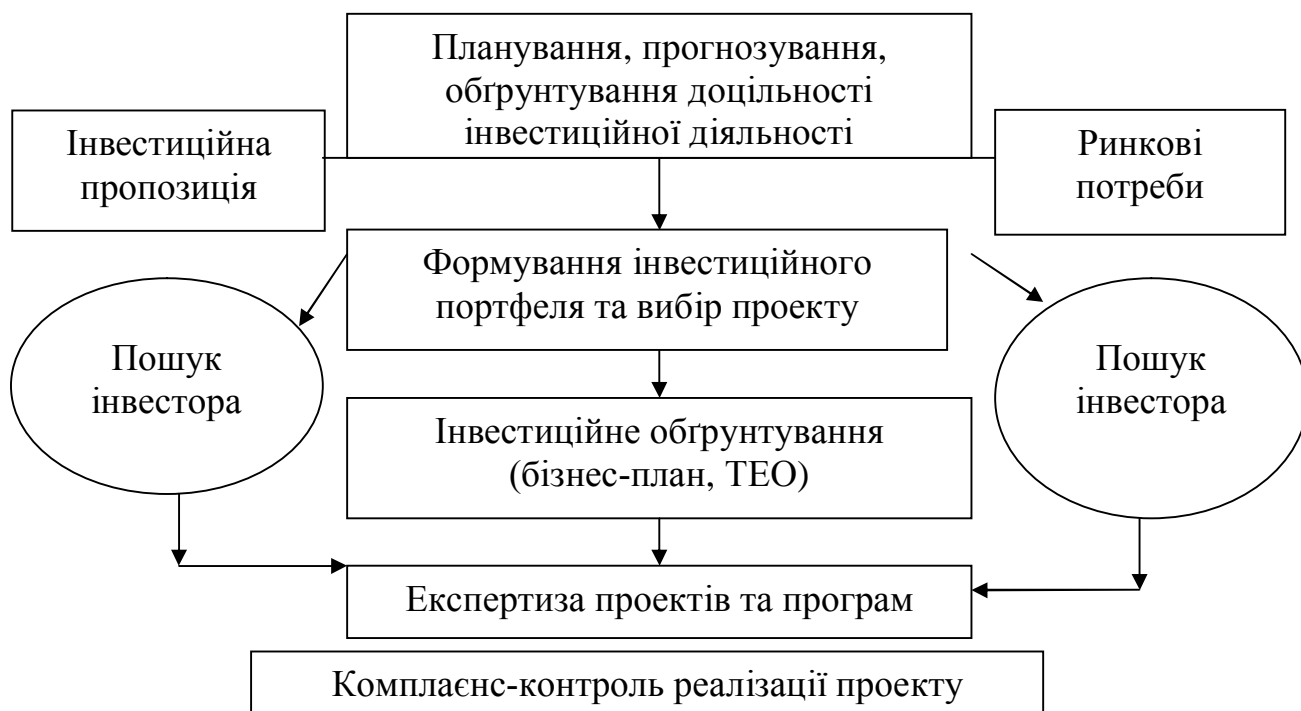 Планування, прогнозування,
обґрунтування доцільності
інвестиційної діяльності
Інвестиційна
пропозиція
Ринкові
потреби
Формування інвестиційного
портфеля та вибір проекту
Пошук
інвестора
Пошук
інвестора
Інвестиційне обґрунтування
(бізнес-план, ТЕО)
Експертиза проектів та програм
Комплаєнс-контроль реалізації проекту